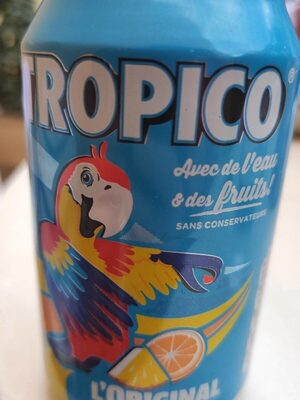 TROPICO®
Avec de l'eau
& des fruits!
SANS CONSERVATEURS
L'ORIGINAL